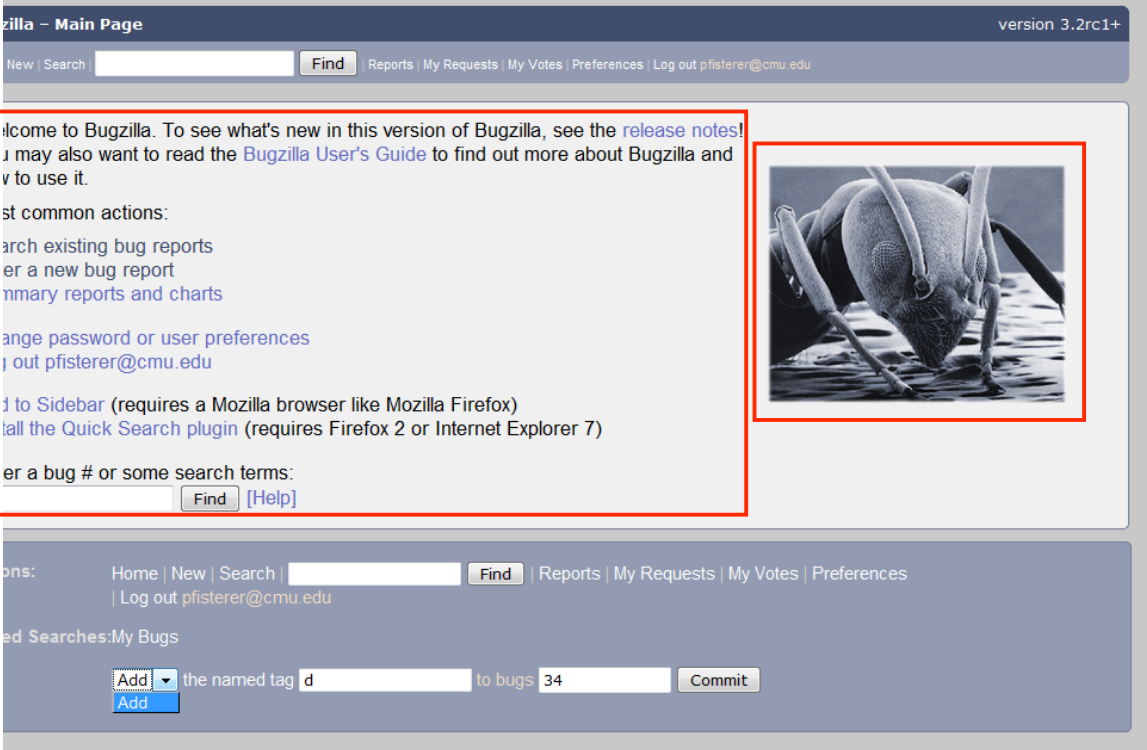 zilla – Main Page version 3.2rc1+
New | Search | Find | Reports | My Requests | My Votes | Preferences | Log out pfisterer@cmu.edu
lcome to Bugzilla. To see what's new in this version of Bugzilla, see the release notes!
u may also want to read the Bugzilla User's Guide to find out more about Bugzilla and
w to use it.
st common actions:
arch existing bug reports
er a new bug report
mmary reports and charts
ange password or user preferences
g out pfisterer@cmu.edu
d to Sidebar (requires a Mozilla browser like Mozilla Firefox)
tall the Quick Search plugin (requires Firefox 2 or Internet Explorer 7)
er a bug # or some search terms:
Find [Help]
ons: Home | New | Search | Find | Reports | My Requests | My Votes | Preferences
| Log out pfisterer@cmu.edu
ed Searches: My Bugs
Add the named tag d to bugs 34 Commit
Add